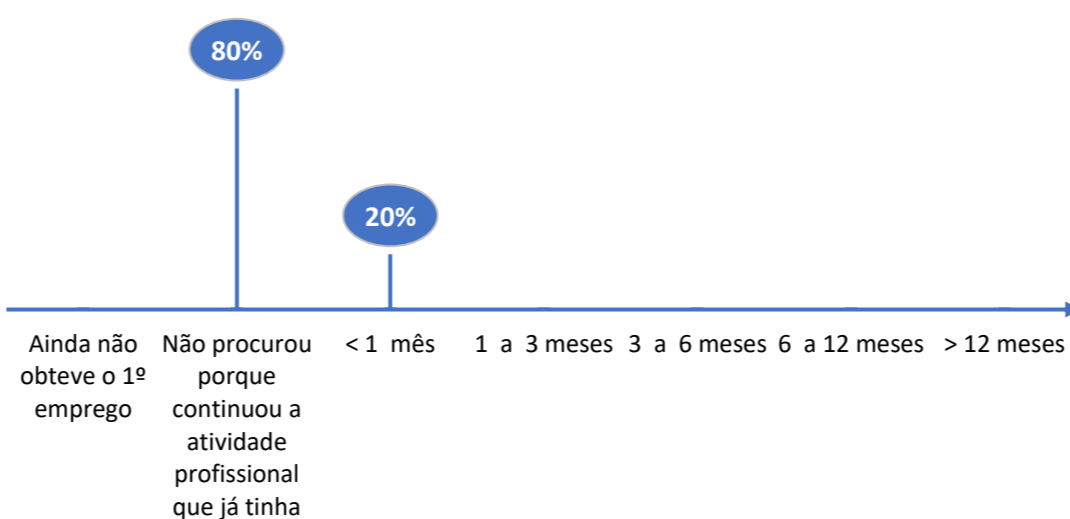 80%
20%
Ainda não
obteve o 1º
emprego
Não procurou
porque
continuou a
atividade
profissional
que já tinha
< 1 mês
1 a 3 meses
3 a 6 meses
6 a 12 meses
> 12 meses